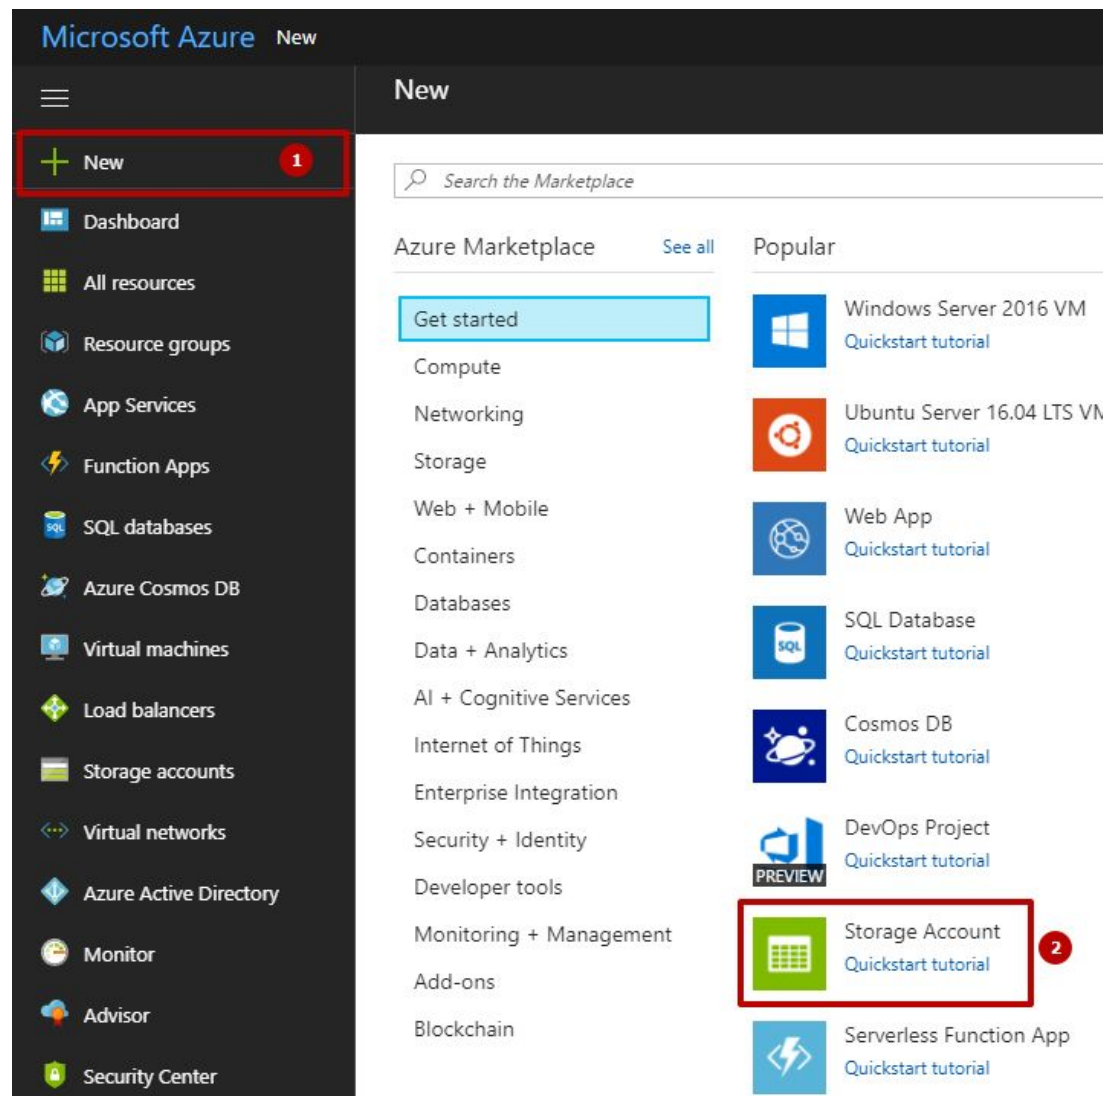 Microsoft Azure New
New
New 1
Dashboard
All resources
Resource groups
App Services
Function Apps
SQL databases
Azure Cosmos DB
Virtual machines
Load balancers
Storage accounts
Virtual networks
Azure Active Directory
Monitor
Advisor
Security Center
Search the Marketplace
Azure Marketplace See all
Get started
Compute
Networking
Storage
Web + Mobile
Containers
Databases
Data + Analytics
AI + Cognitive Services
Internet of Things
Enterprise Integration
Security + Identity
Developer tools
Monitoring + Management
Add-ons
Blockchain
Popular
Windows Server 2016 VM
Quickstart tutorial
Ubuntu Server 16.04 LTS VM
Quickstart tutorial
Web App
Quickstart tutorial
SQL
SQL Database
Quickstart tutorial
Cosmos DB
Quickstart tutorial
DevOps Project
Quickstart tutorial
PREVIEW
Storage Account 2
Quickstart tutorial
Serverless Function App
Quickstart tutorial